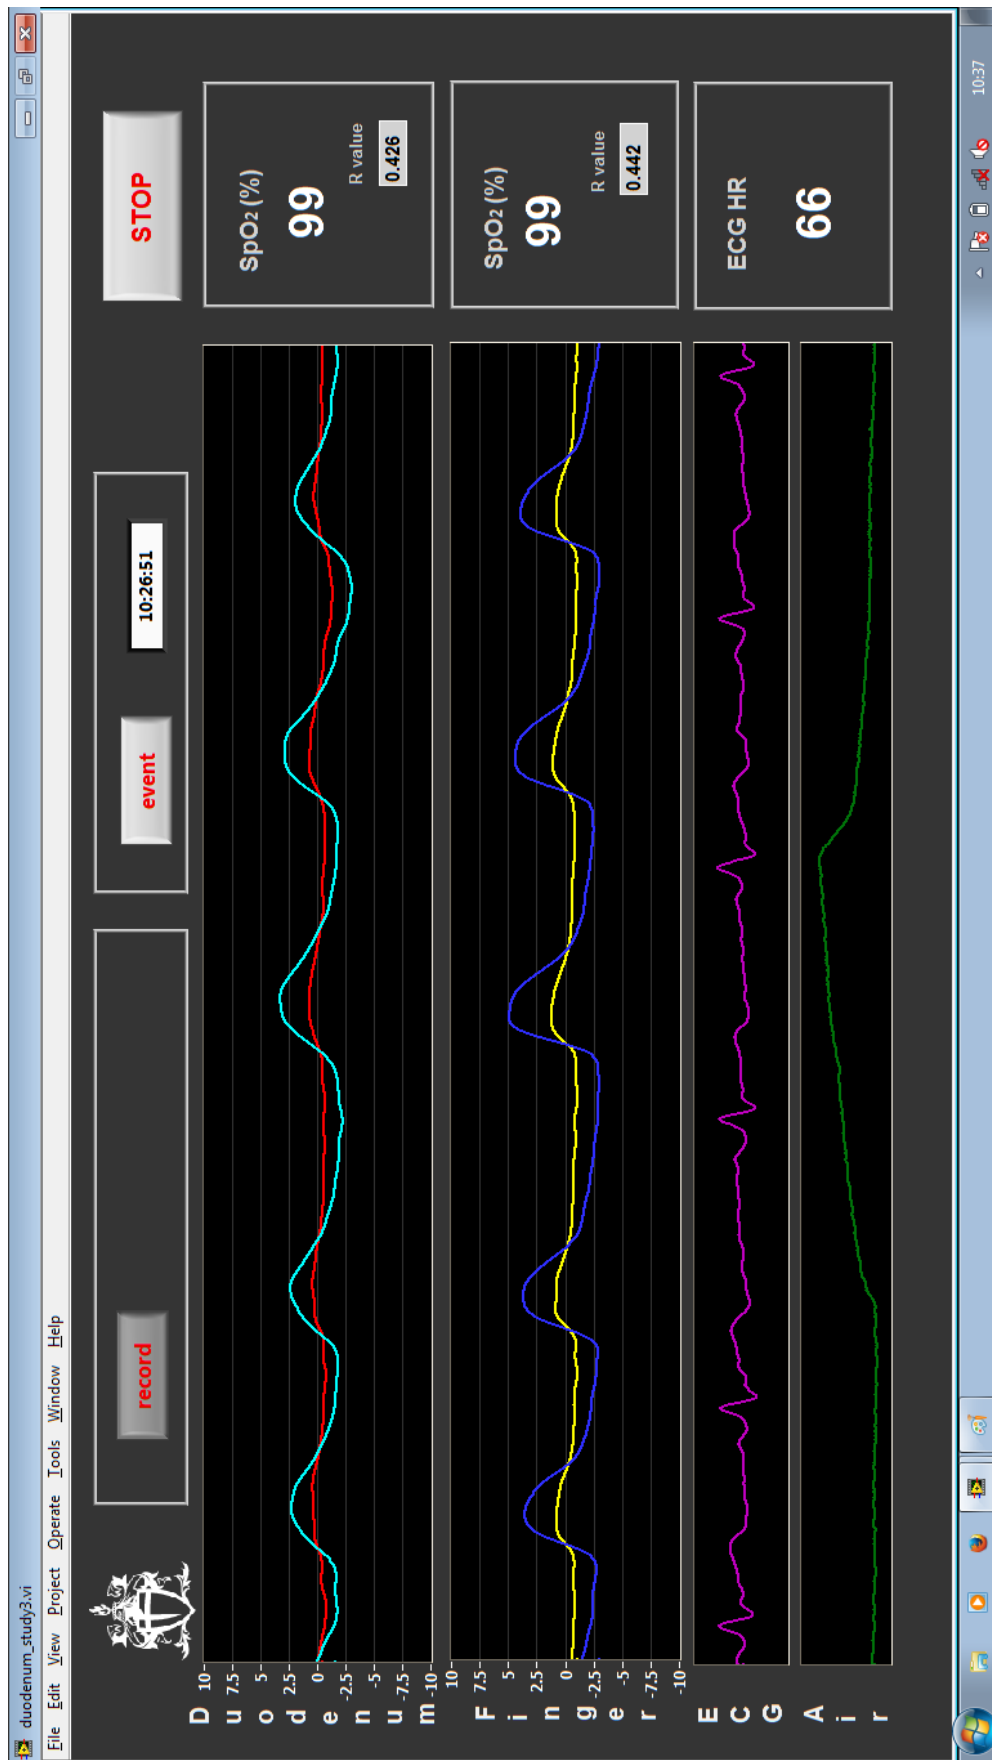 duodenum_study3.vi
File Edit View Project Operate Tools Window Help
record
event
10:26:51
STOP
Duodenum
10
7.5
5
2.5
0
-2.5
-5
-7.5
-10
SpO2 (%)
99
R value
0.426
Finger
10
7.5
5
2.5
0
-2.5
-5
-7.5
-10
SpO2 (%)
99
R value
0.442
ECG
ECG HR
66
Air
10:37